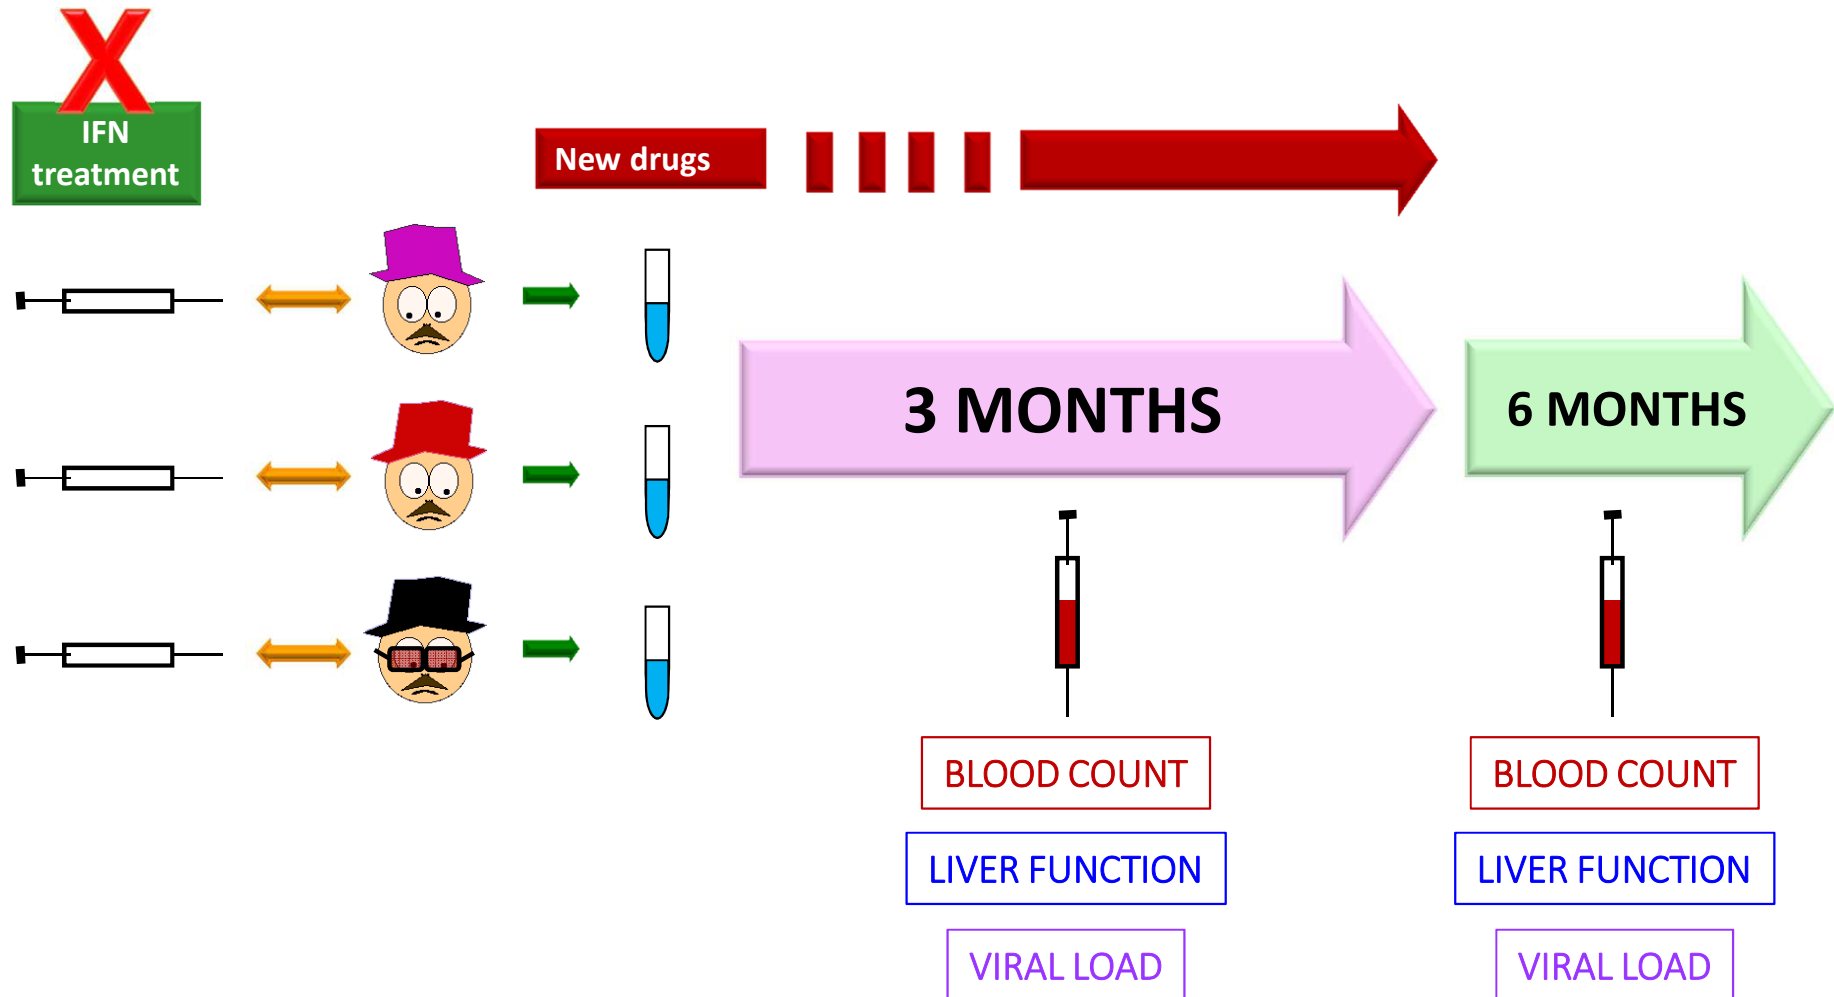 X
IFN
treatment
New drugs
3 MONTHS
6 MONTHS
BLOOD COUNT
BLOOD COUNT
LIVER FUNCTION
LIVER FUNCTION
VIRAL LOAD
VIRAL LOAD